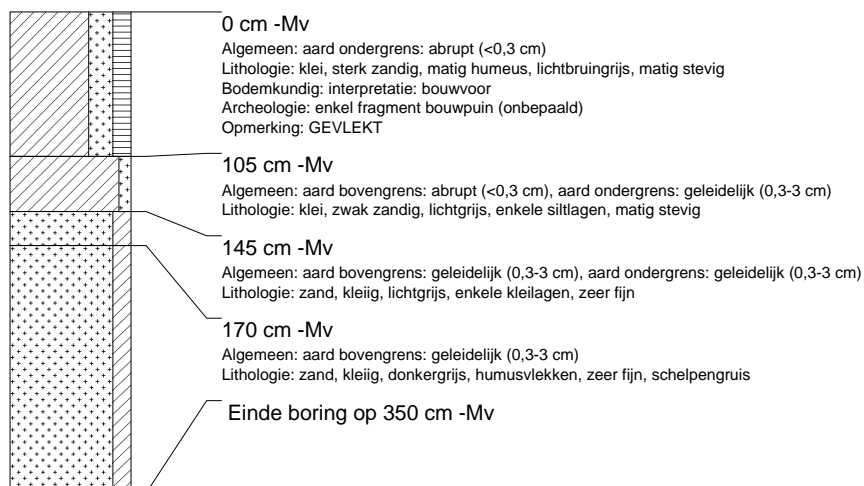 0 cm -Mv
Algemeen: aard ondergrens: abrupt (<0,3 cm)
Lithologie: klei, sterk zandig, matig humeus, lichtbruingrijs, matig stevig
Bodemkundig: interpretatie: bouwvoor
Archeologie: enkel fragment bouwpuin (onbepaald)
Opmerking: GEVLEKT
105 cm -Mv
Algemeen: aard bovengrens: abrupt (<0,3 cm), aard ondergrens: geleidelijk (0,3-3 cm)
Lithologie: klei, zwak zandig, lichtgrijs, enkele siltlagen, matig stevig
145 cm -Mv
Algemeen: aard bovengrens: geleidelijk (0,3-3 cm), aard ondergrens: geleidelijk (0,3-3 cm)
Lithologie: zand, kleiig, lichtgrijs, enkele kleilagen, zeer fijn
170 cm -Mv
Algemeen: aard bovengrens: geleidelijk (0,3-3 cm)
Lithologie: zand, kleiig, donkergrijs, humusvlekken, zeer fijn, schelpengruis
Einde boring op 350 cm -Mv